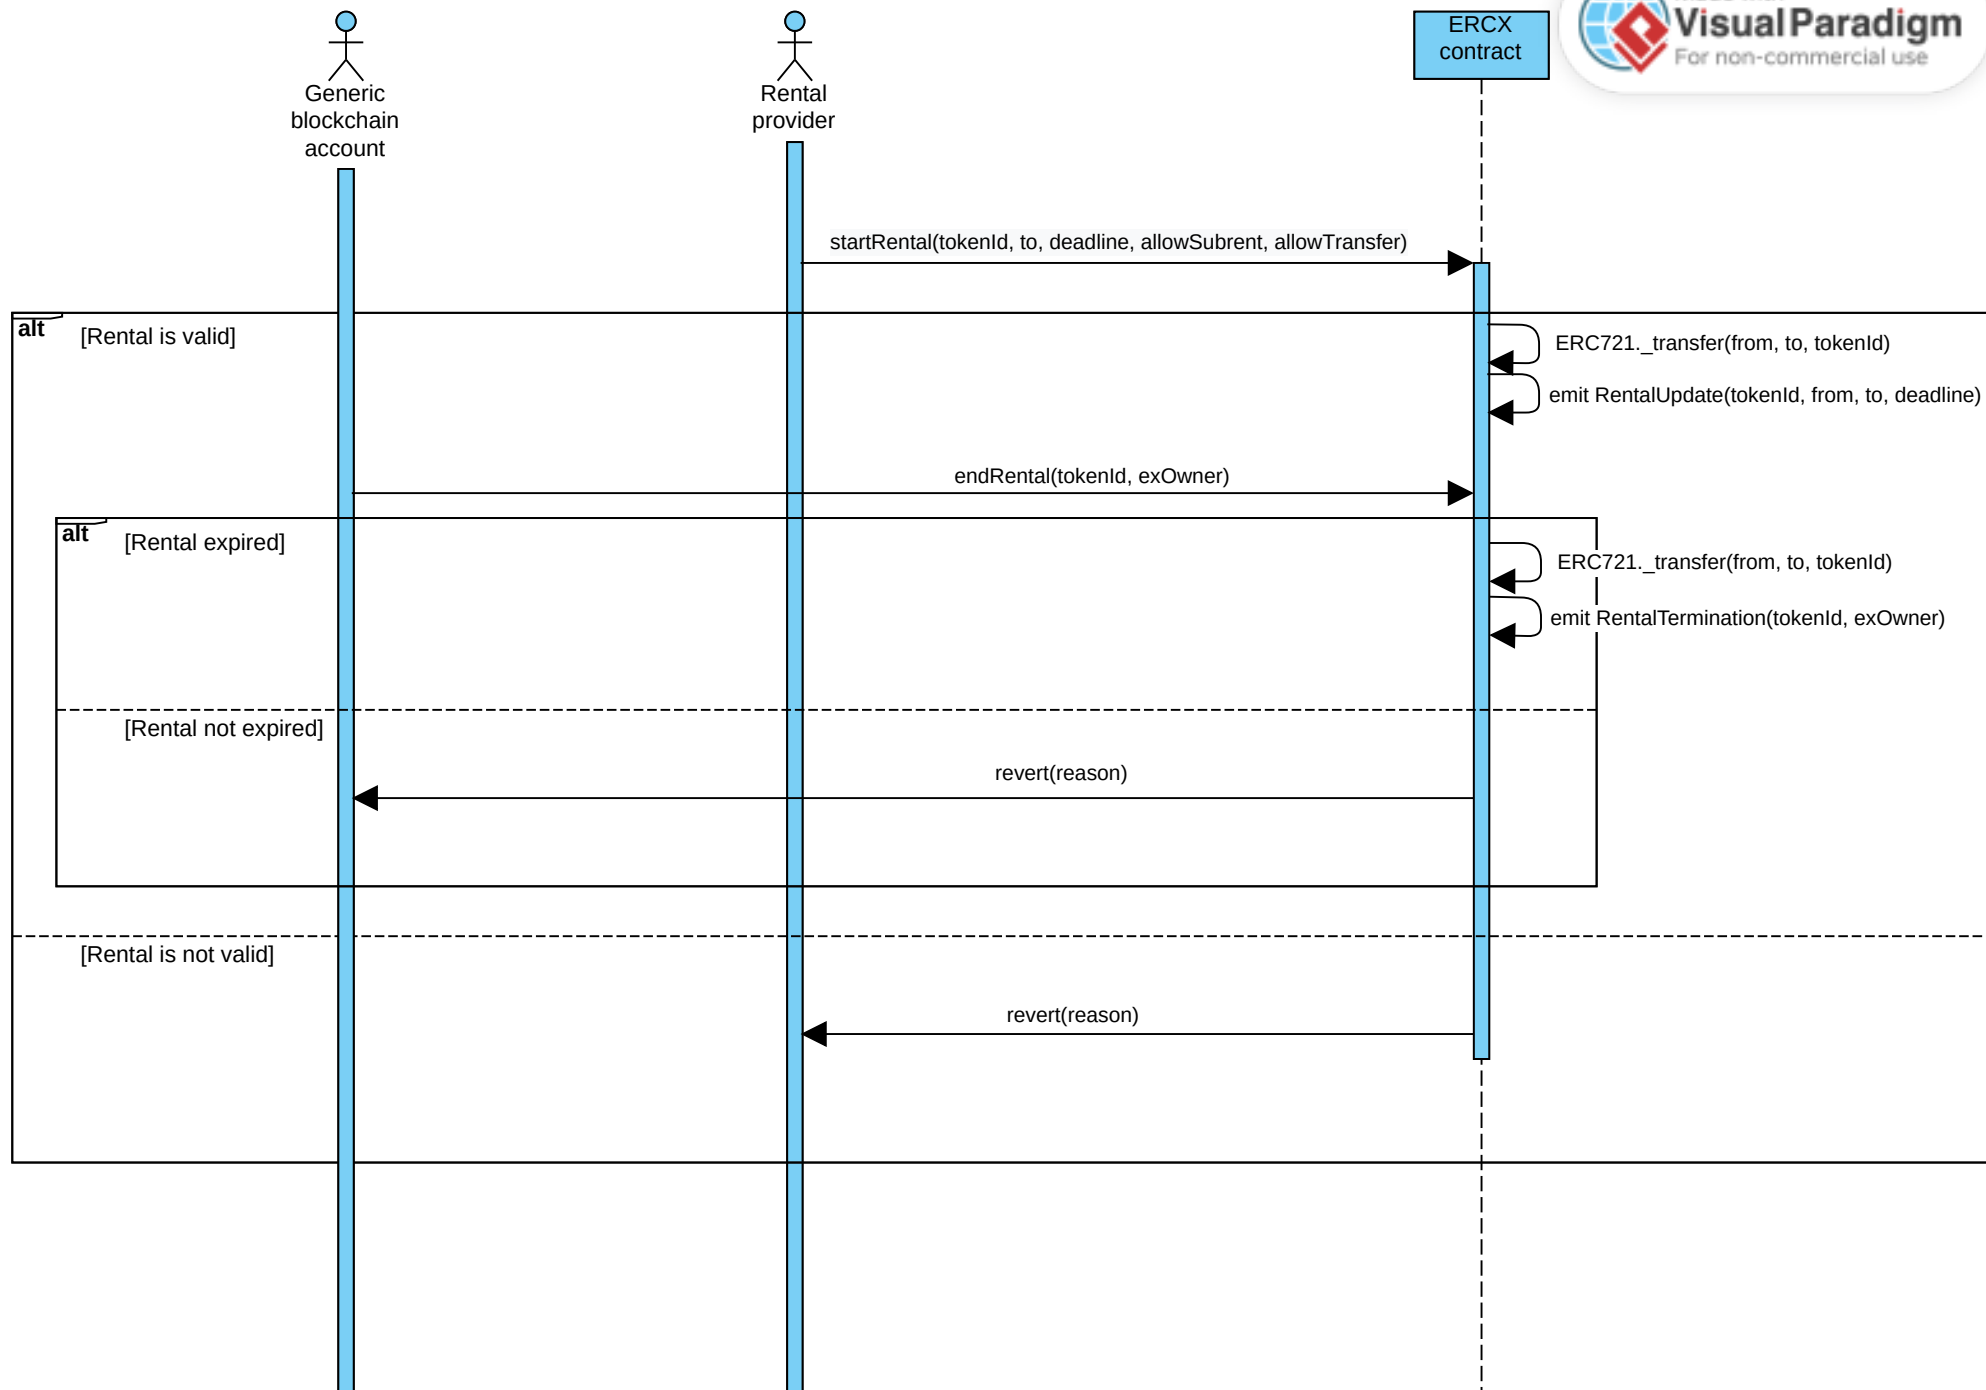 Generic
blockchain
account
Rental
provider
ERCX
contract
Visual Paradigm
For non-commercial use
startRental(tokenId, to, deadline, allowSubrent, allowTransfer)
alt
[Rental is valid]
ERC721._transfer(from, to, tokenId)
emit RentalUpdate(tokenId, from, to, deadline)
endRental(tokenId, exOwner)
alt
[Rental expired]
ERC721._transfer(from, to, tokenId)
emit RentalTermination(tokenId, exOwner)
[Rental not expired]
revert(reason)
[Rental is not valid]
revert(reason)